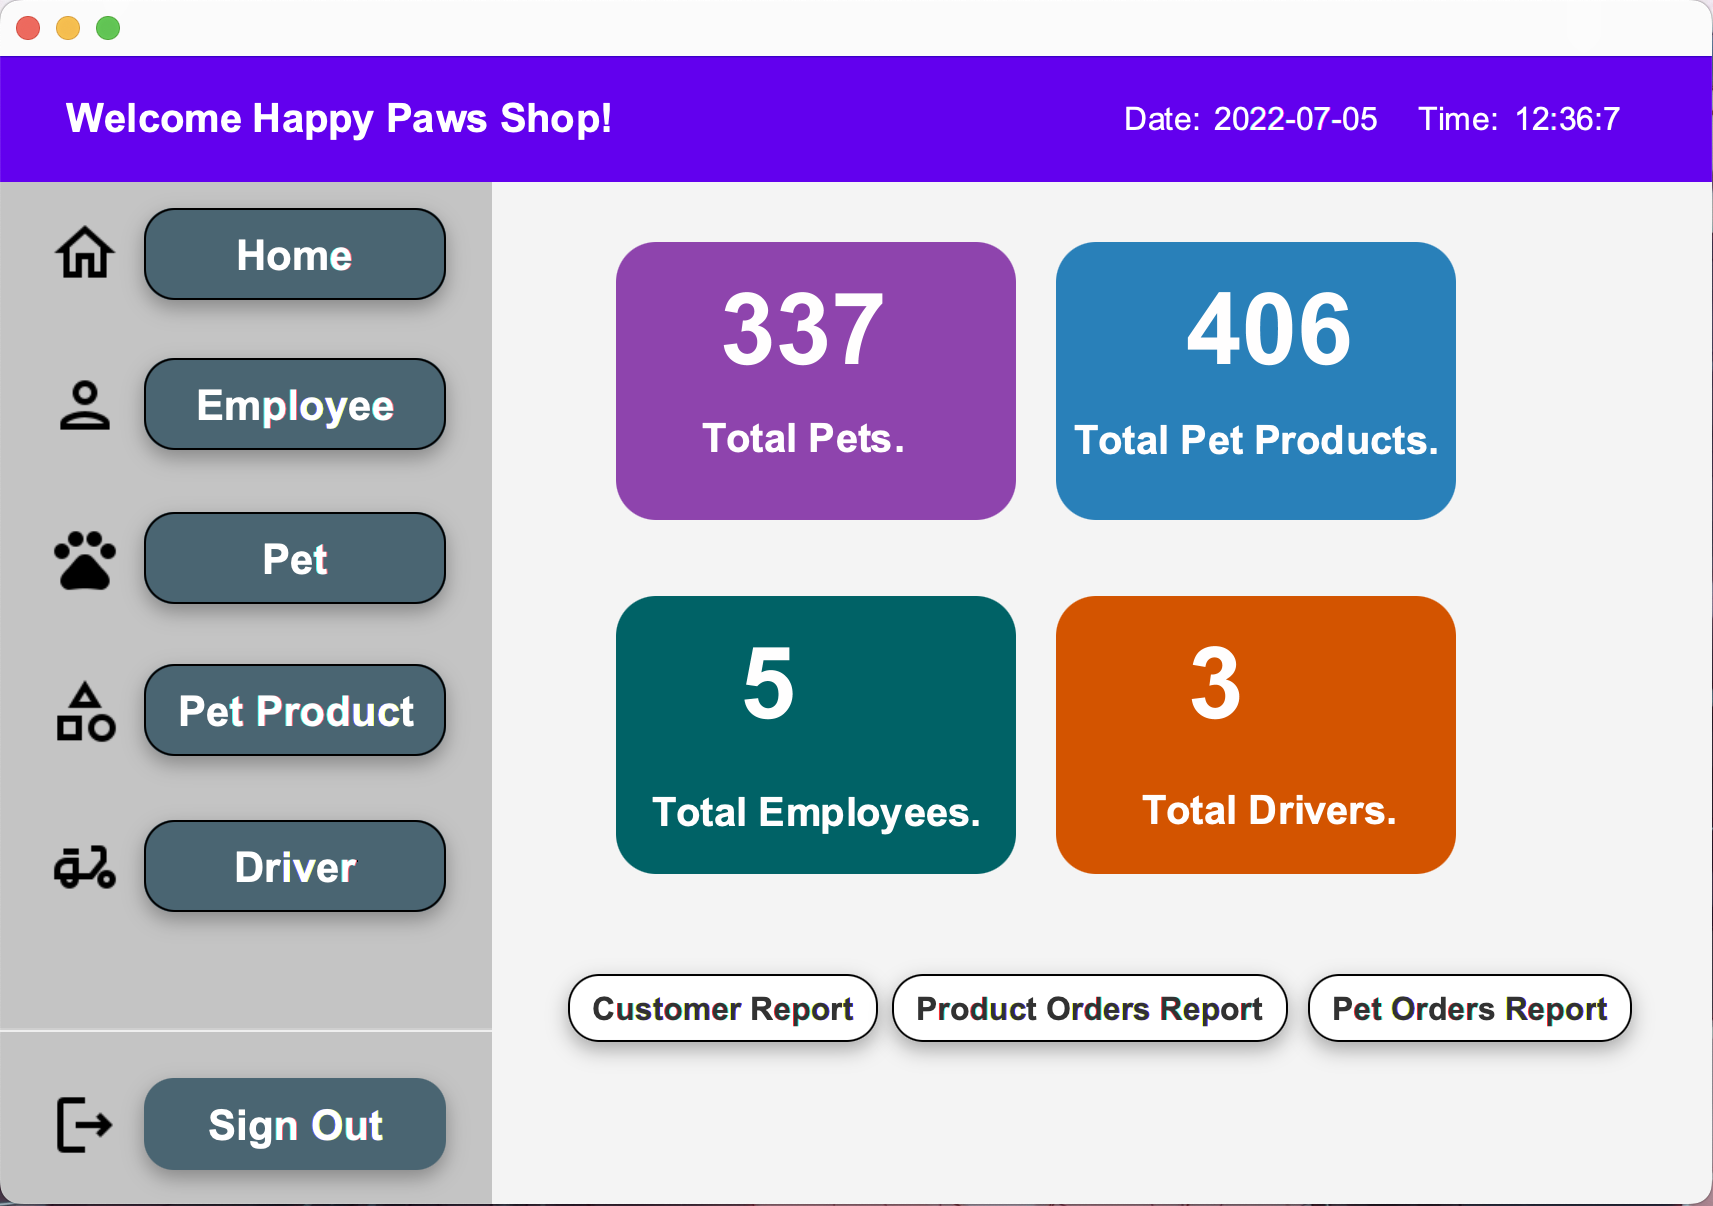 Welcome Happy Paws Shop!
Date: 2022-07-05 Time: 12:36:7
Home
Employee
Pet
Pet Product
Driver
Sign Out
337
Total Pets.
406
Total Pet Products.
5
Total Employees.
3
Total Drivers.
Customer Report
Product Orders Report
Pet Orders Report